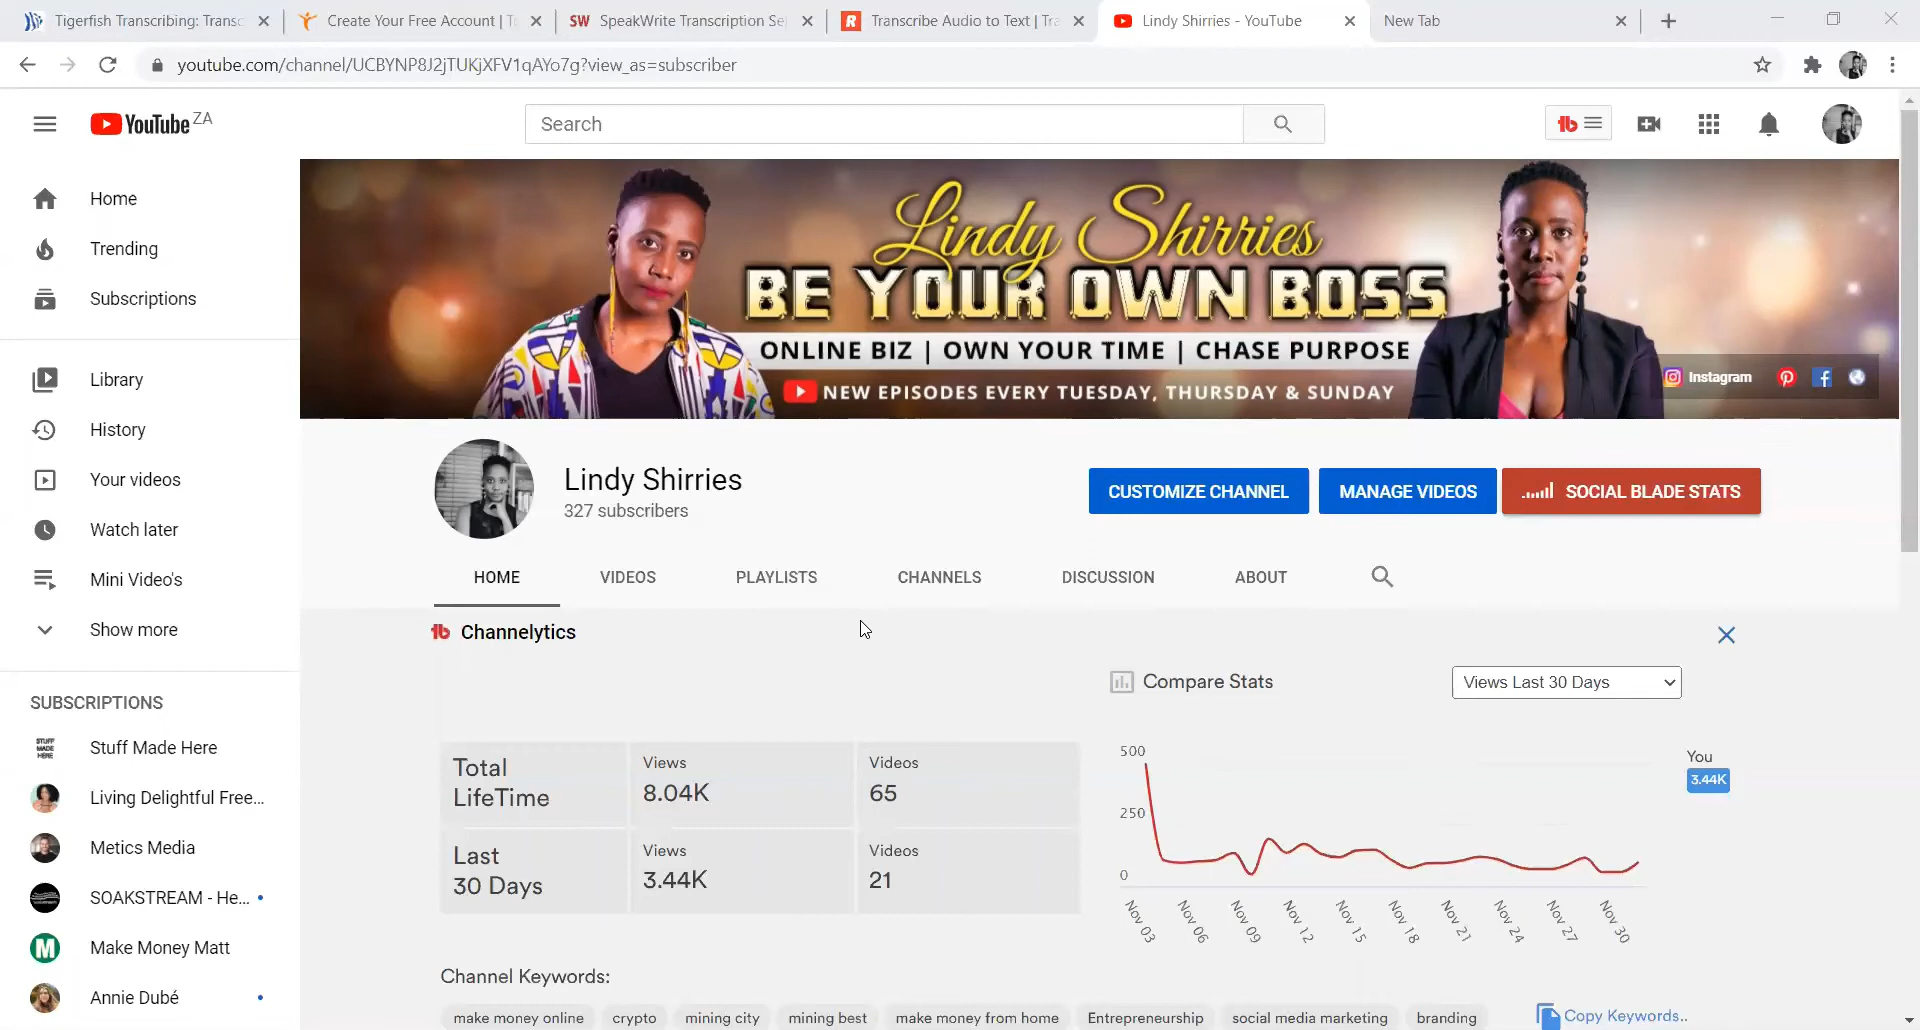 Tigerfish Transcribing: Transc
Create Your Free Account | T
SpeakWrite Transcription Se
Transcribe Audio to Text | Tra
Lindy Shirries - YouTube
New Tab
youtube.com/channel/UCBYNP8J2jTUKjXFV1qAYo7g?view_as=subscriber
YouTube ZA
Search
Home
Trending
Subscriptions
Library
History
Your videos
Watch later
Mini Video's
Show more
SUBSCRIPTIONS
STUFF MADE HERE
Stuff Made Here
Living Delightful Free...
Metics Media
SOAKSTREAM - He...
M
Make Money Matt
Annie Dubé
Lindy Shirries
BE YOUR OWN BOSS
ONLINE BIZ | OWN YOUR TIME | CHASE PURPOSE
NEW EPISODES EVERY TUESDAY, THURSDAY & SUNDAY
Instagram
Lindy Shirries
327 subscribers
CUSTOMIZE CHANNEL
MANAGE VIDEOS
SOCIAL BLADE STATS
HOME
VIDEOS
PLAYLISTS
CHANNELS
DISCUSSION
ABOUT
Channelytics
Compare Stats
Views Last 30 Days
Total LifeTime
Views
8.04K
Videos
65
Last 30 Days
Views
3.44K
Videos
21
500
250
0
Nov 03
Nov 06
Nov 09
Nov 12
Nov 15
Nov 18
Nov 21
Nov 24
Nov 27
Nov 30
You
3.44K
Channel Keywords:
make money online
crypto
mining city
mining best
make money from home
Entrepreneurship
social media marketing
branding
Copy Keywords..